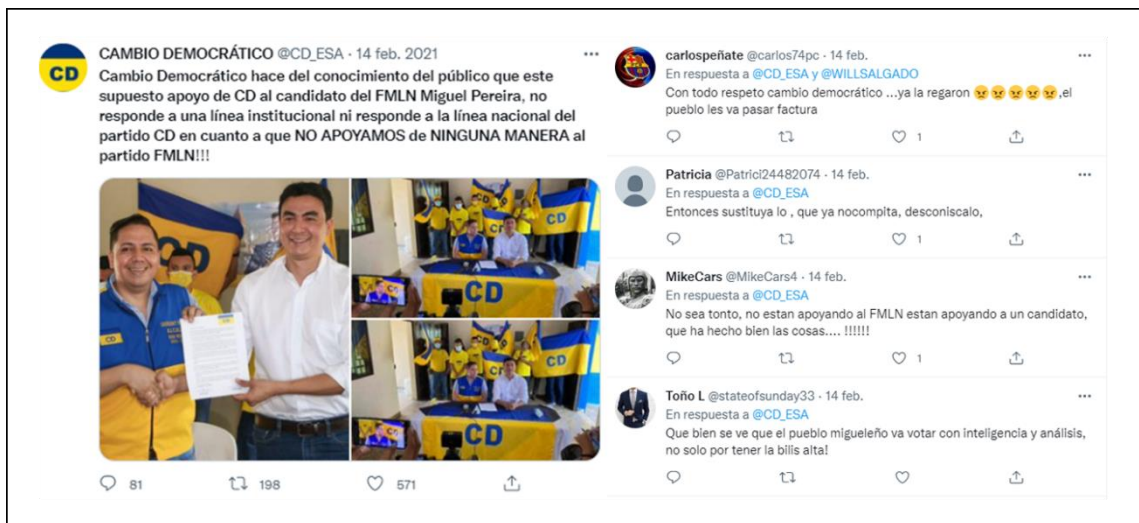 CAMBIO DEMOCRÁTICO @CD_ESA · 14 feb. 2021
CD
Cambio Democrático hace del conocimiento del público que este
supuesto apoyo de CD al candidato del FMLN Miguel Pereira, no
responde a una línea institucional ni responde a la línea nacional del
partido CD en cuanto a que NO APOYAMOS de NINGUNA MANERA al
partido FMLN!!!
CD
CD
CD
CD
CD
CD
CD
81 198 571
carlospeñate @carlos74pc · 14 feb.
En respuesta a @CD_ESA y @WILLSALGADO
Con todo respeto cambio democrático ...ya la regaron 😠😠😠😠😠,el
pueblo les va pasar factura
1
Patricia @Patrici24482074 · 14 feb.
En respuesta a @CD_ESA
Entonces sustituya lo , que ya nocompita, desconiscalo,
1
MikeCars @MikeCars4 · 14 feb.
En respuesta a @CD_ESA
No sea tonto, no estan apoyando al FMLN estan apoyando a un candidato,
que ha hecho bien las cosas.... !!!!!!
1
Toño L @stateofsunday33 · 14 feb.
En respuesta a @CD_ESA
Que bien se ve que el pueblo migueleño va votar con inteligencia y análisis,
no solo por tener la bilis alta!